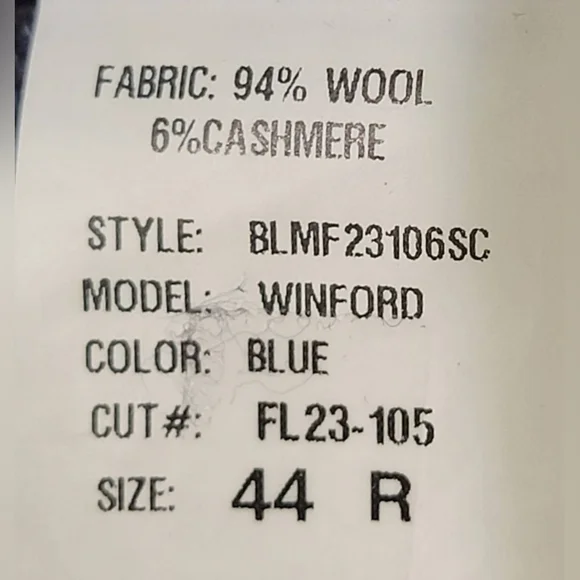 FABRIC: 94% WOOL
6%CASHMERE
STYLE: BLMF23106SC
MODEL: WINFORD
COLOR: BLUE
CUT#: FL23-105
SIZE: 44 R